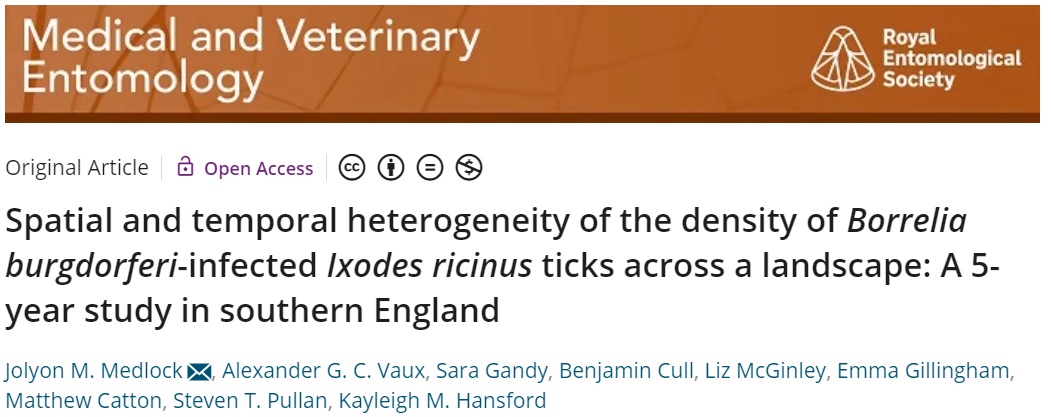 Medical and Veterinary
Entomology
Royal
Entomological
Society
Original Article
Open Access
cc
Spatial and temporal heterogeneity of the density of Borrelia
burgdorferi-infected Ixodes ricinus ticks across a landscape: A 5-
year study in southern England
Jolyon M. Medlock, Alexander G. C. Vaux, Sara Gandy, Benjamin Cull, Liz McGinley, Emma Gillingham,
Matthew Catton, Steven T. Pullan, Kayleigh M. Hansford